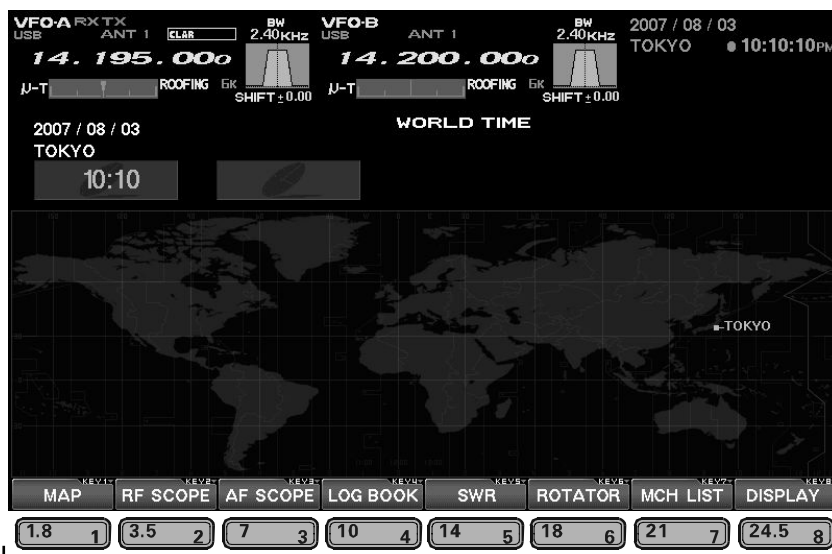 VFO-A RX TX
USB ANT 1 CLAR
14.195.00o
μ-T ROOFING 6K
BW
2.40KHz
SHIFT ±0.00
VFO-B
USB ANT 1
14.200.00o
μ-T ROOFING 6K
BW
2.40KHz
SHIFT ±0.00
2007 / 08 / 03
TOKYO 10:10:10PM
WORLD TIME
2007 / 08 / 03
TOKYO
10:10
TOKYO
KEY1 KEY2 KEY3 KEY4 KEY5 KEY6 KEY7 KEY8
MAP RF SCOPE AF SCOPE LOG BOOK SWR ROTATOR MCH LIST DISPLAY
1.8 1 3.5 2 7 3 10 4 14 5 18 6 21 7 24.5 8